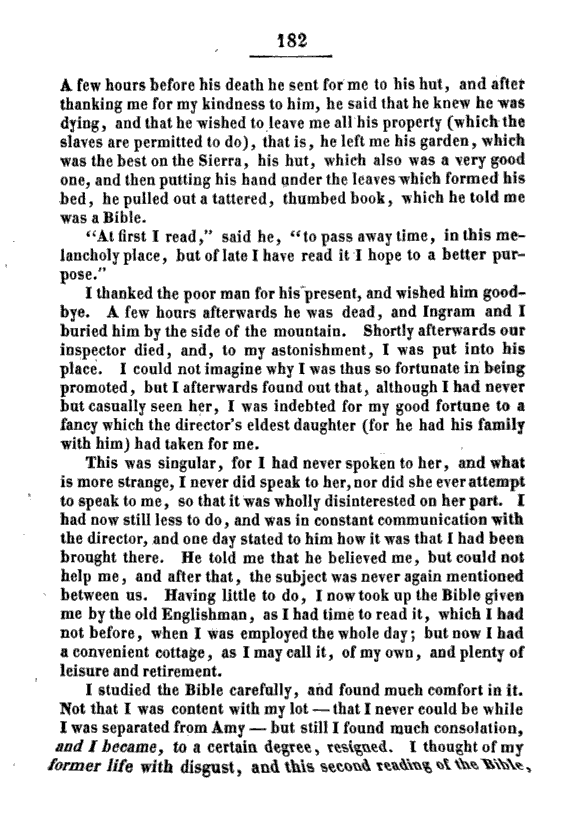 182
A few hours before his death he sent for me to his hut, and after
thanking me for my kindness to him, he said that he knew he was
dying, and that he wished to leave me all his property (which the
slaves are permitted to do), that is, he left me his garden, which
was the best on the Sierra, his hut, which also was a very good
one, and then putting his hand under the leaves which formed his
bed, he pulled out a tattered, thumbed book, which he told me
was a Bible.
“At first I read,” said he, “to pass away time, in this me-
lancholy place, but of late I have read it I hope to a better pur-
pose.”
I thanked the poor man for his present, and wished him good-
bye. A few hours afterwards he was dead, and Ingram and I
buried him by the side of the mountain. Shortly afterwards our
inspector died, and, to my astonishment, I was put into his
place. I could not imagine why I was thus so fortunate in being
promoted, but I afterwards found out that, although I had never
but casually seen her, I was indebted for my good fortune to a
fancy which the director's eldest daughter (for he had his family
with him) had taken for me.
This was singular, for I had never spoken to her, and what
is more strange, I never did speak to her, nor did she ever attempt
to speak to me, so that it was wholly disinterested on her part. I
had now still less to do, and was in constant communication with
the director, and one day stated to him how it was that I had been
brought there. He told me that he believed me, but could not
help me, and after that, the subject was never again mentioned
between us. Having little to do, I now took up the Bible given
me by the old Englishman, as I had time to read it, which I had
not before, when I was employed the whole day; but now I had
a convenient cottage, as I may call it, of my own, and plenty of
leisure and retirement.
I studied the Bible carefully, and found much comfort in it.
Not that I was content with my lot — that I never could be while
I was separated from Amy — but still I found much consolation,
and I became, to a certain degree, resigned. I thought of my
former life with disgust, and this second reading of the Bible,